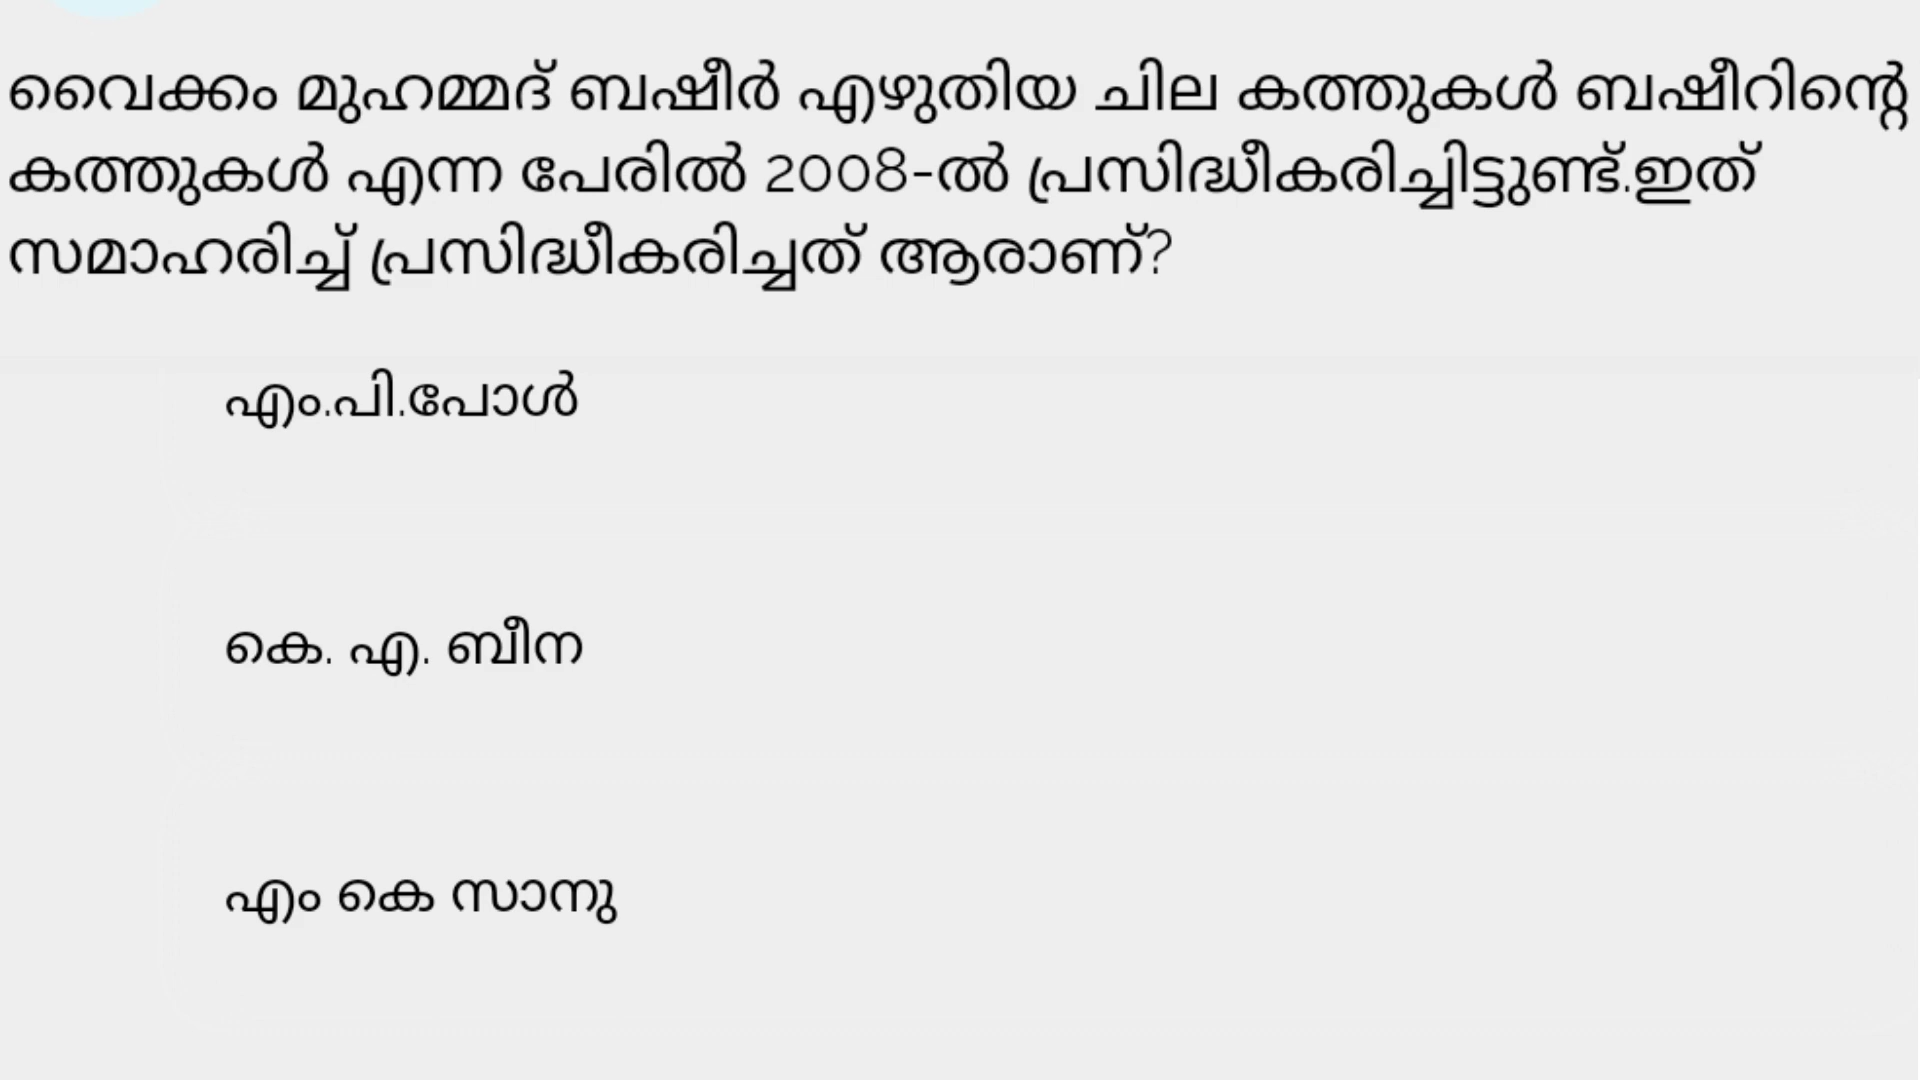 വൈക്കം മുഹമ്മദ് ബഷീർ എഴുതിയ ചില കത്തുകൾ ബഷീറിന്റെ
കത്തുകൾ എന്ന പേരിൽ 2008-ൽ പ്രസിദ്ധീകരിച്ചിട്ടുണ്ട്.ഇത്
സമാഹരിച്ച് പ്രസിദ്ധീകരിച്ചത് ആരാണ്?
എം.പി.പോൾ
കെ. എ. ബീന
എം കെ സാനു